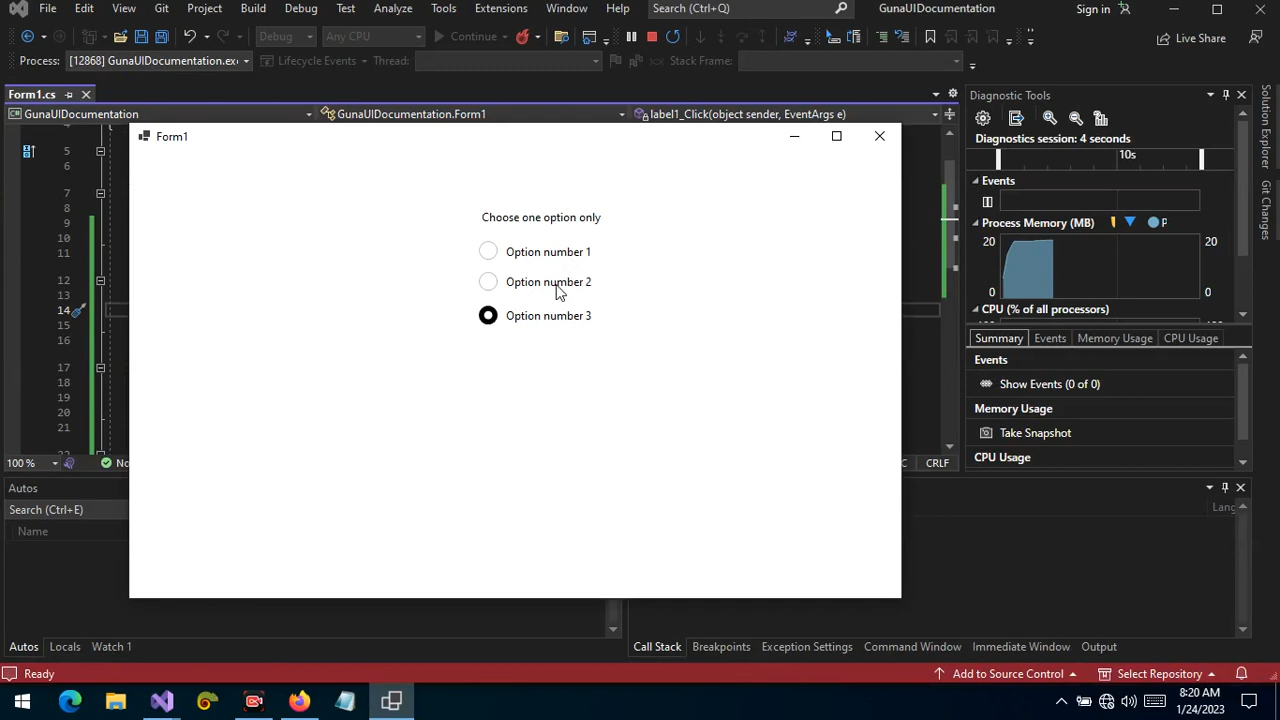 File Edit View Git Project Build Debug Test Analyze Tools Extensions Window Help Search (Ctrl+Q) GunaUIDocumentation Sign in
Debug Any CPU Continue Live Share
Process: [12868] GunaUIDocumentation.exe Lifecycle Events Thread: Stack Frame:
Form1.cs
GunaUIDocumentation GunaUIDocumentation.Form1 label1_Click(object sender, EventArgs e)
Form1
Choose one option only
Option number 1
Option number 2
Option number 3
5
6
7
8
9
10
11
12
13
14
15
16
17
18
19
20
21
100 % No CRLF
Diagnostic Tools
Diagnostics session: 4 seconds
10s
Events
Process Memory (MB) P
20 20
0 0
CPU (% of all processors)
Summary Events Memory Usage CPU Usage
Events
Show Events (0 of 0)
Memory Usage
Take Snapshot
CPU Usage
Solution Explorer
Git Changes
Autos
Search (Ctrl+E)
Name
Lang
Autos Locals Watch 1
Call Stack Breakpoints Exception Settings Command Window Immediate Window Output
Ready Add to Source Control Select Repository
8:20 AM
1/24/2023